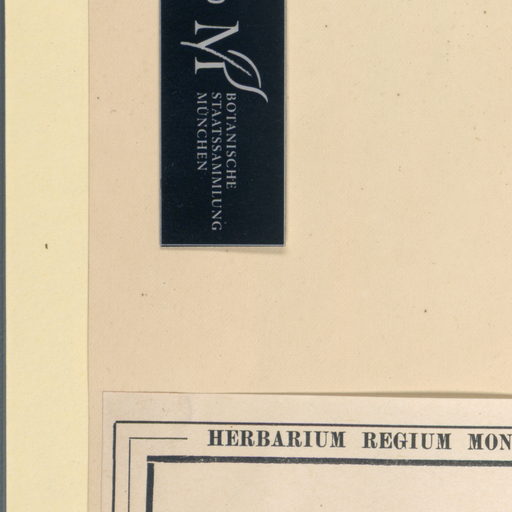 M
BOTANISCHE
STAATSSAMMLUNG
MÜNCHEN
HERBARIUM REGIUM MON